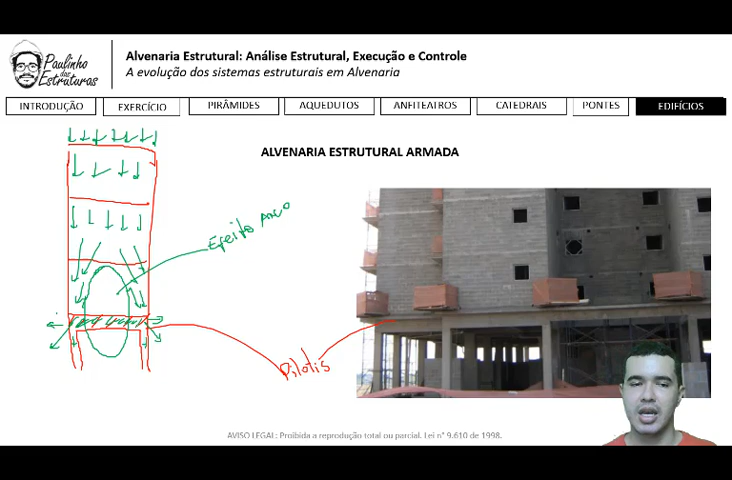 Paulinho
das
Estruturas
Alvenaria Estrutural: Análise Estrutural, Execução e Controle
A evolução dos sistemas estruturais em Alvenaria
INTRODUÇÃO
EXERCÍCIO
PIRÂMIDES
AQUEDUTOS
ANFITEATROS
CATEDRAIS
PONTES
EDIFÍCIOS
ALVENARIA ESTRUTURAL ARMADA
Efeito Arco
Pilotis
AVISO LEGAL: Proibida a reprodução total ou parcial. Lei n° 9.610 de 1998.